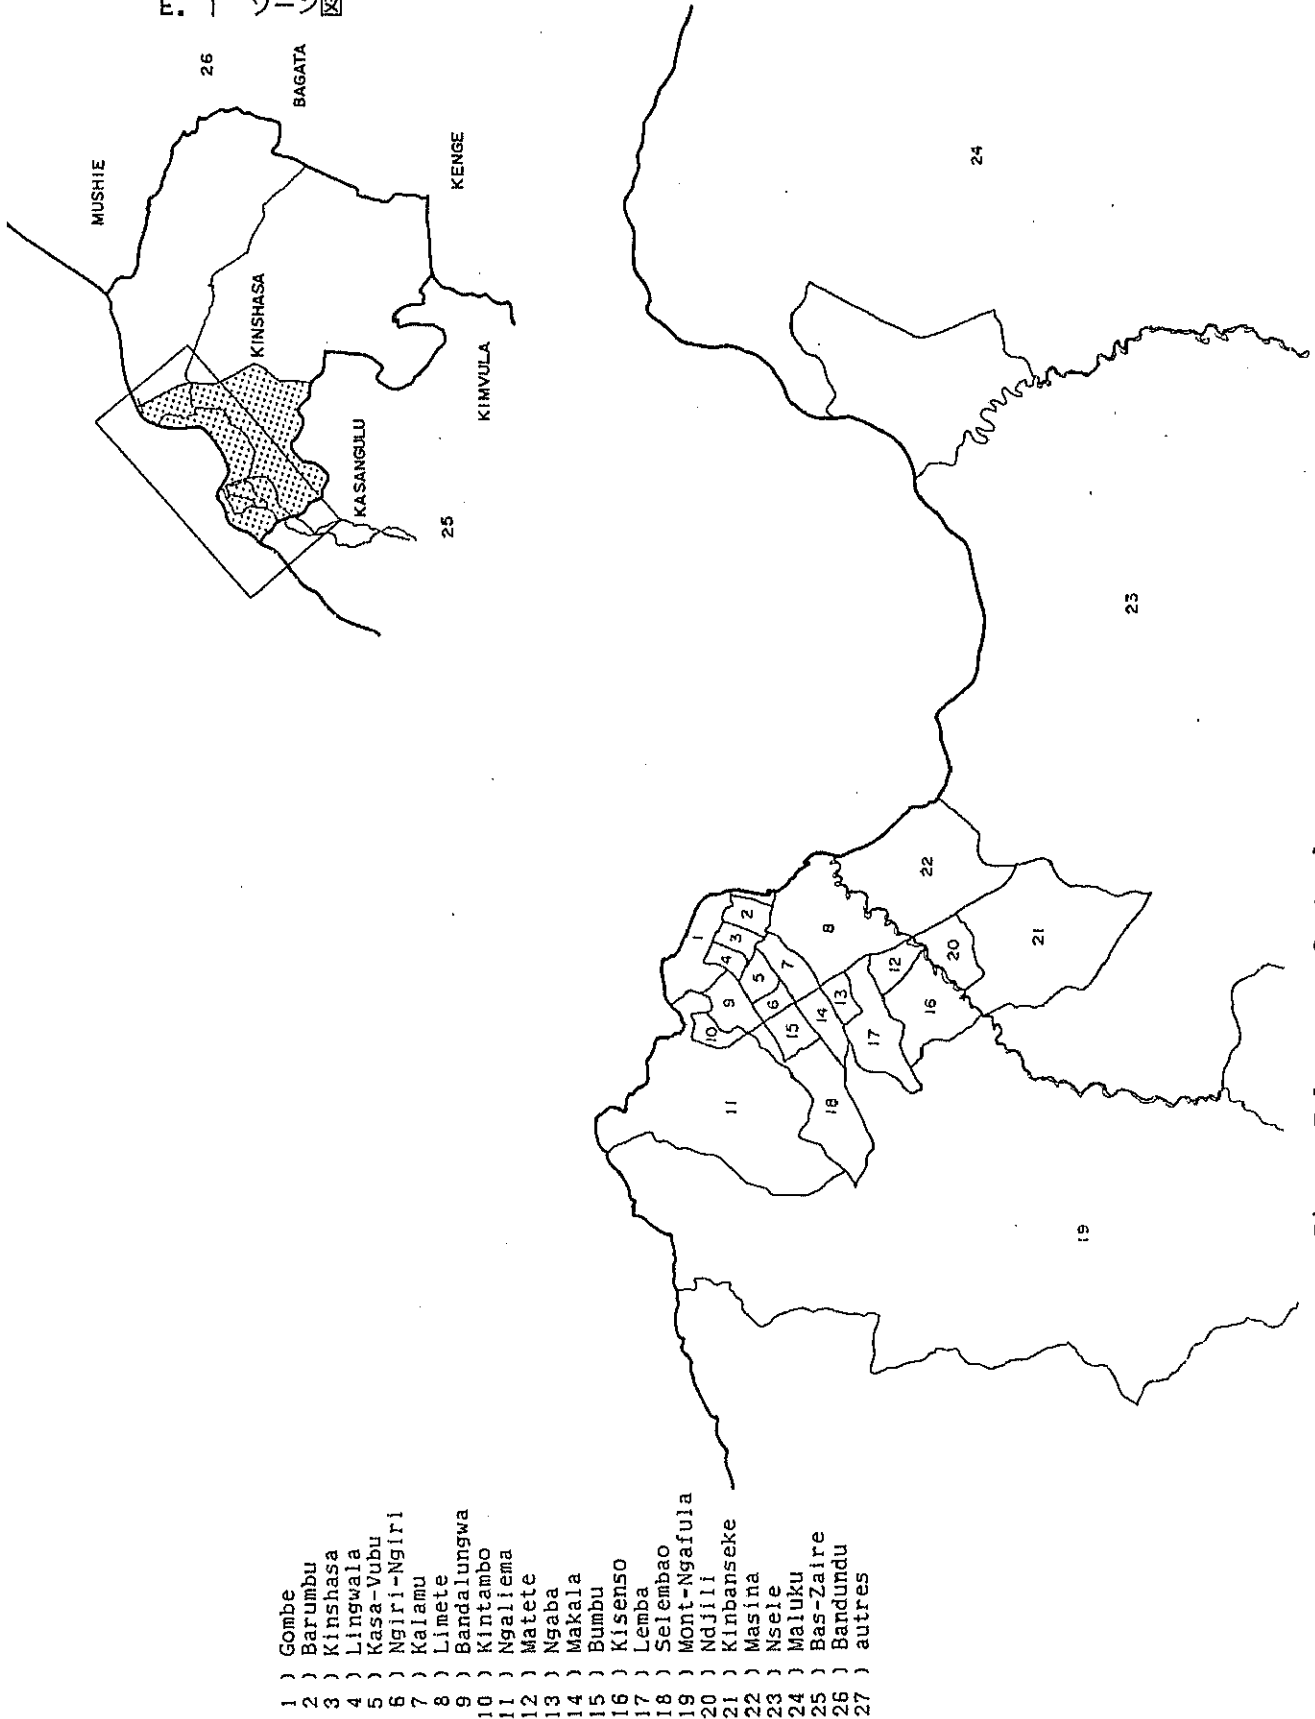 E. 1 ゾーン図
MUSHIE
26
BAGATA
KINSHASA
KENGE
KIMVULA
KASANGULU
25
24
23
22
21
20
19
1
2
3
4
5
6
7
8
9
10
11
12
13
14
15
16
17
18
1 ) Gombe
2 ) Barumbu
3 ) Kinshasa
4 ) Lingwala
5 ) Kasa-Vubu
6 ) Ngiri-Ngiri
7 ) Kalamu
8 ) Limete
9 ) Bandalungwa
10 ) Kintambo
11 ) Ngaliema
12 ) Matete
13 ) Ngaba
14 ) Makala
15 ) Bumbu
16 ) Kisenso
17 ) Lemba
18 ) Selembao
19 ) Mont-Ngafula
20 ) Ndjili
21 ) Kinbanseke
22 ) Masina
23 ) Nsele
24 ) Maluku
25 ) Bas-Zaire
26 ) Bandundu
27 ) autres